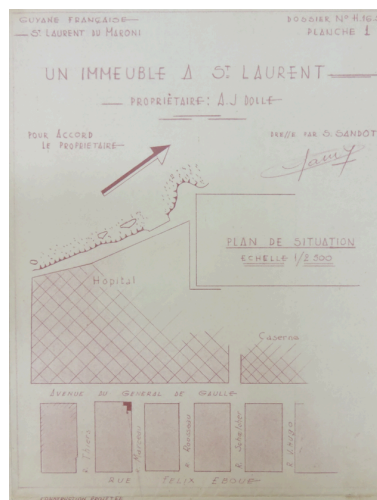 GUYANE FRANÇAISE
ST LAURENT DU MARONI
DOSSIER N° H.16
PLANCHE 1
UN IMMEUBLE A ST LAURENT
PROPRIÉTAIRE: A.J DOLLE
POUR ACCORD
LE PROPRIETAIRE
PAR S. GANDOT
PLAN DE SITUATION
ECHELLE 1/2 500
Hopital
Caserne
AVENUE DU GENERAL DE GAULLE
RUE FELIX EBOUE